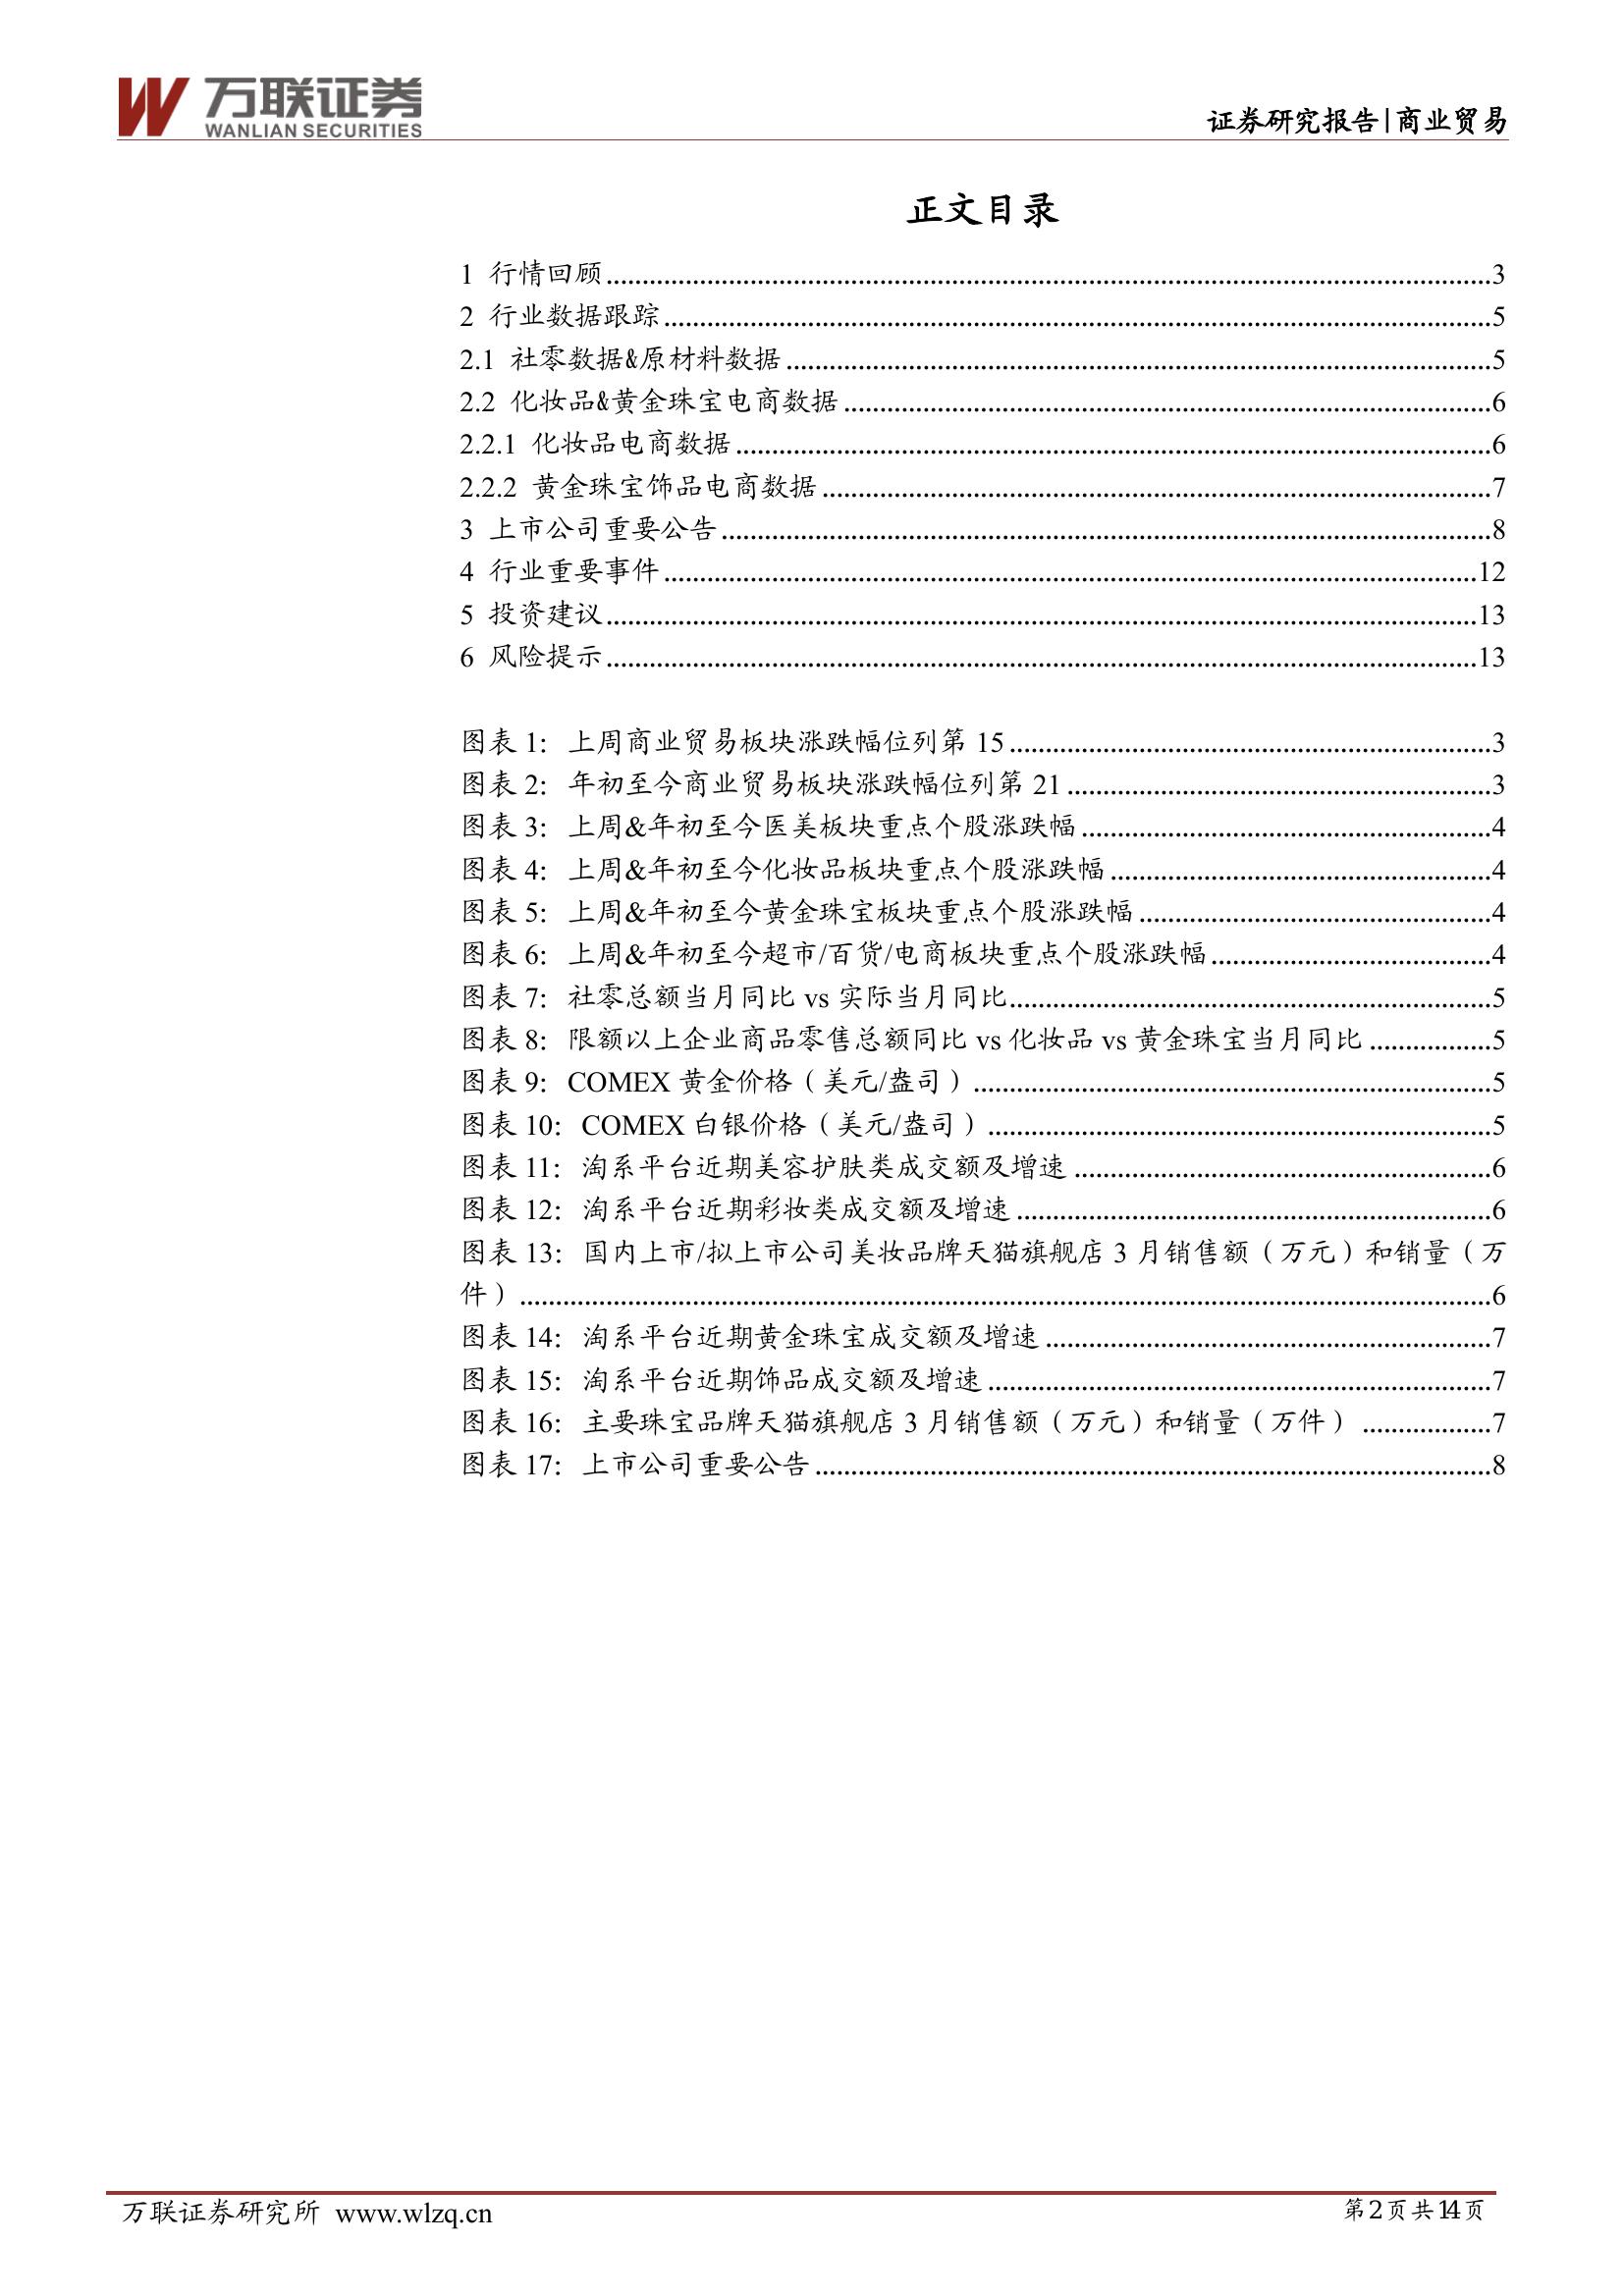 万联证券
WANLIAN SECURITIES
证券研究报告|商业贸易
正文目录
1 行情回顾....................3
2 行业数据跟踪....................5
2.1 社零数据&原材料数据....................5
2.2 化妆品&黄金珠宝电商数据....................6
2.2.1 化妆品电商数据....................6
2.2.2 黄金珠宝饰品电商数据....................7
3 上市公司重要公告....................8
4 行业重要事件....................12
5 投资建议....................13
6 风险提示....................13
图表 1：上周商业贸易板块涨跌幅位列第 15....................3
图表 2：年初至今商业贸易板块涨跌幅位列第 21....................3
图表 3：上周&年初至今医美板块重点个股涨跌幅....................4
图表 4：上周&年初至今化妆品板块重点个股涨跌幅....................4
图表 5：上周&年初至今黄金珠宝板块重点个股涨跌幅....................4
图表 6：上周&年初至今超市/百货/电商板块重点个股涨跌幅....................4
图表 7：社零总额当月同比 vs 实际当月同比....................5
图表 8：限额以上企业商品零售总额同比 vs 化妆品 vs 黄金珠宝当月同比....................5
图表 9：COMEX 黄金价格（美元/盎司）....................5
图表 10：COMEX 白银价格（美元/盎司）....................5
图表 11：淘系平台近期美容护肤类成交额及增速....................6
图表 12：淘系平台近期彩妆类成交额及增速....................6
图表 13：国内上市/拟上市公司美妆品牌天猫旗舰店 3 月销售额（万元）和销量（万
件）....................6
图表 14：淘系平台近期黄金珠宝成交额及增速....................7
图表 15：淘系平台近期饰品成交额及增速....................7
图表 16：主要珠宝品牌天猫旗舰店 3 月销售额（万元）和销量（万件）....................7
图表 17：上市公司重要公告....................8
万联证券研究所 www.wlzq.cn
第2页共14页